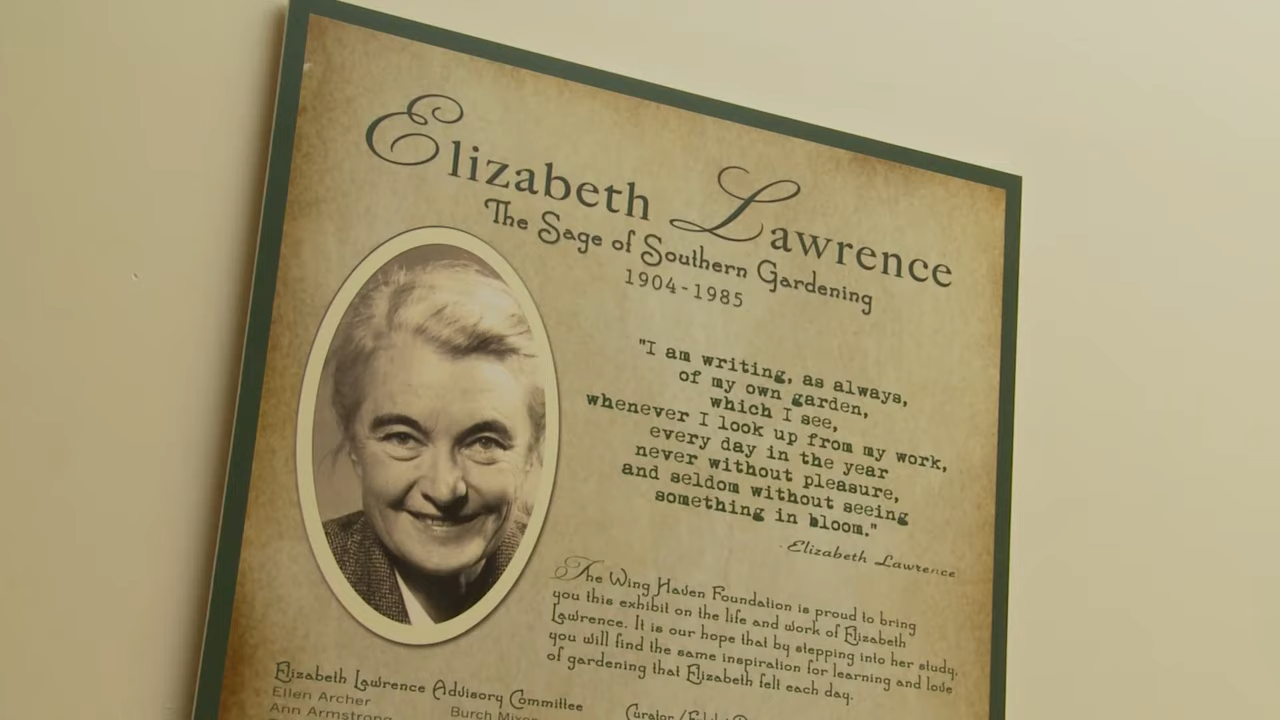 Elizabeth Lawrence
The Sage of Southern Gardening
1904-1985
"I am writing, as always,
of my own garden,
which I see,
whenever I look up from my work,
every day in the year
never without pleasure,
and seldom without seeing
something in bloom."
- Elizabeth Lawrence
The Wing Haven Foundation is proud to bring
you this exhibit on the life and work of Elizabeth
Lawrence. It is our hope that by stepping into her study,
you will find the same inspiration for learning and love
of gardening that Elizabeth felt each day.
Elizabeth Lawrence Advisory Committee
Ellen Archer
Ann Armstrong
Burch